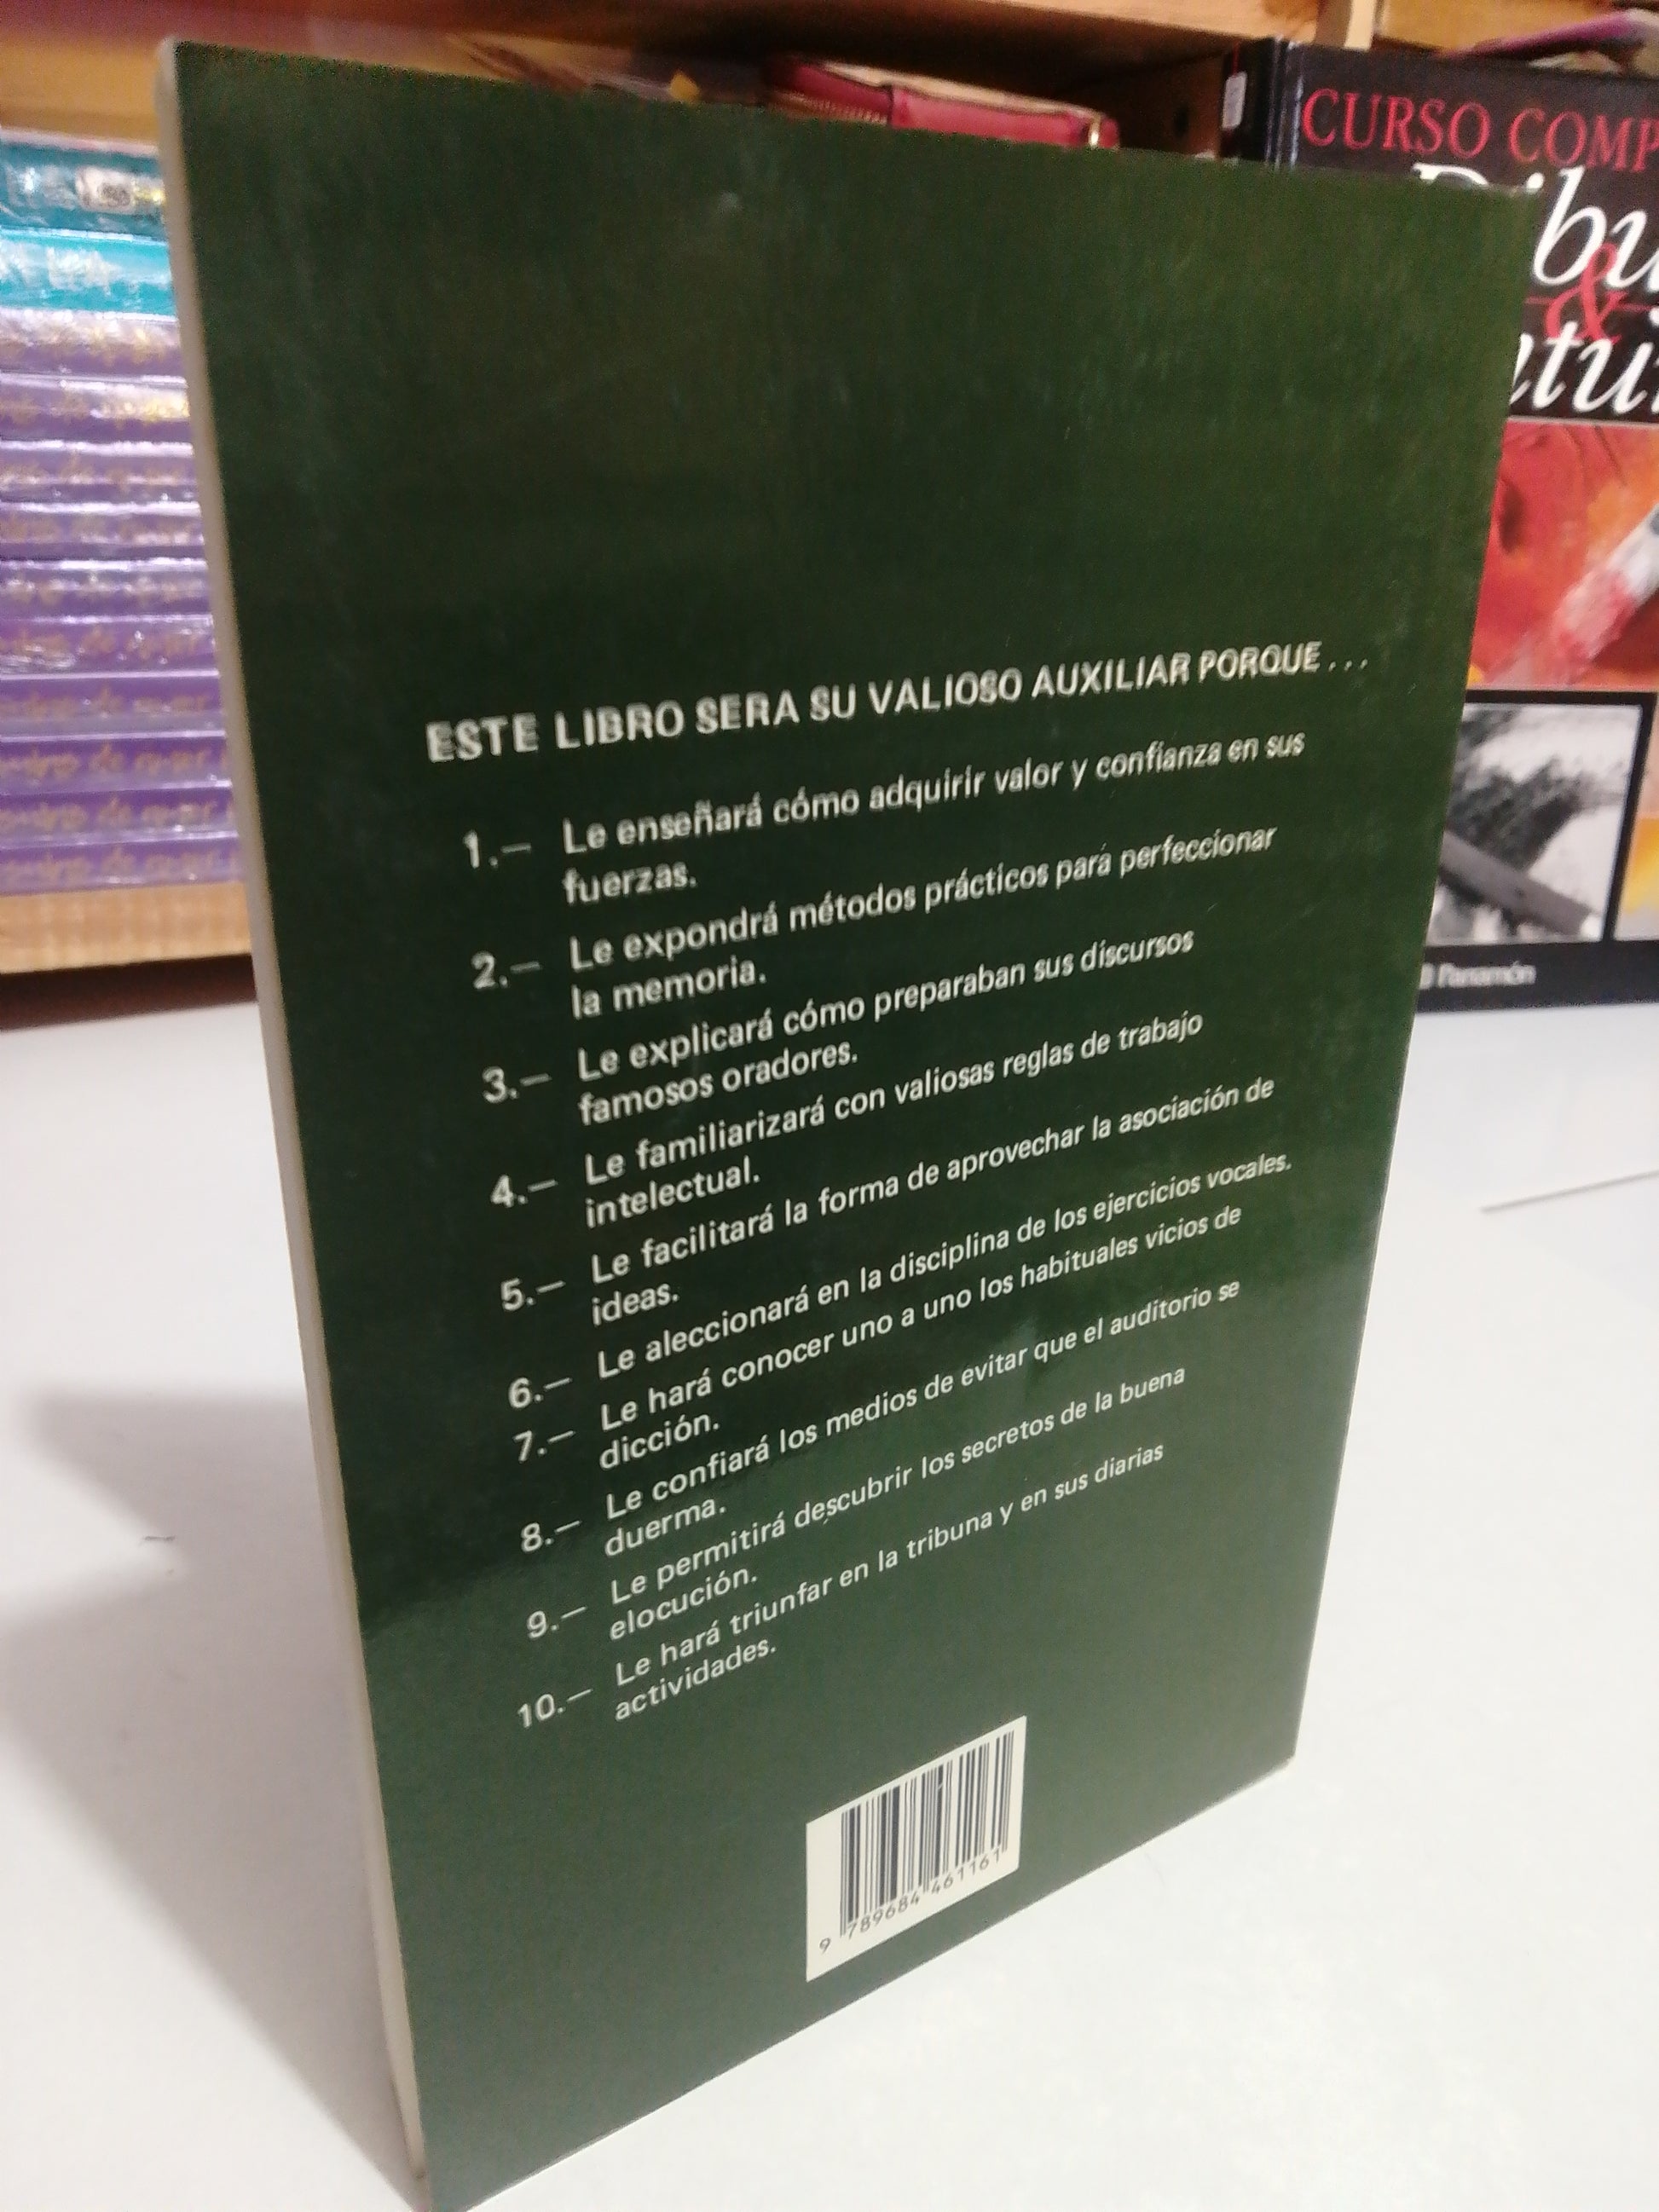 CURSO COMP
&
ESTE LIBRO SERA SU VALIOSO AUXILIAR PORQUE...
1.— Le enseñará cómo adquirir valor y confianza en sus
fuerzas.
2.— Le expondrá métodos prácticos para perfeccionar
la memoria.
3.— Le explicará cómo preparaban sus discursos
famosos oradores.
4.— Le familiarizará con valiosas reglas de trabajo
intelectual.
5.— Le facilitará la forma de aprovechar la asociación de
ideas.
6.— Le aleccionará en la disciplina de los ejercicios vocales.
7.— Le hará conocer uno a uno los habituales vicios de
dicción.
8.— Le confiará los medios de evitar que el auditorio se
duerma.
9.— Le permitirá descubrir los secretos de la buena
elocución.
10.— Le hará triunfar en la tribuna y en sus diarias
actividades.
9 789684 461161
Parramón